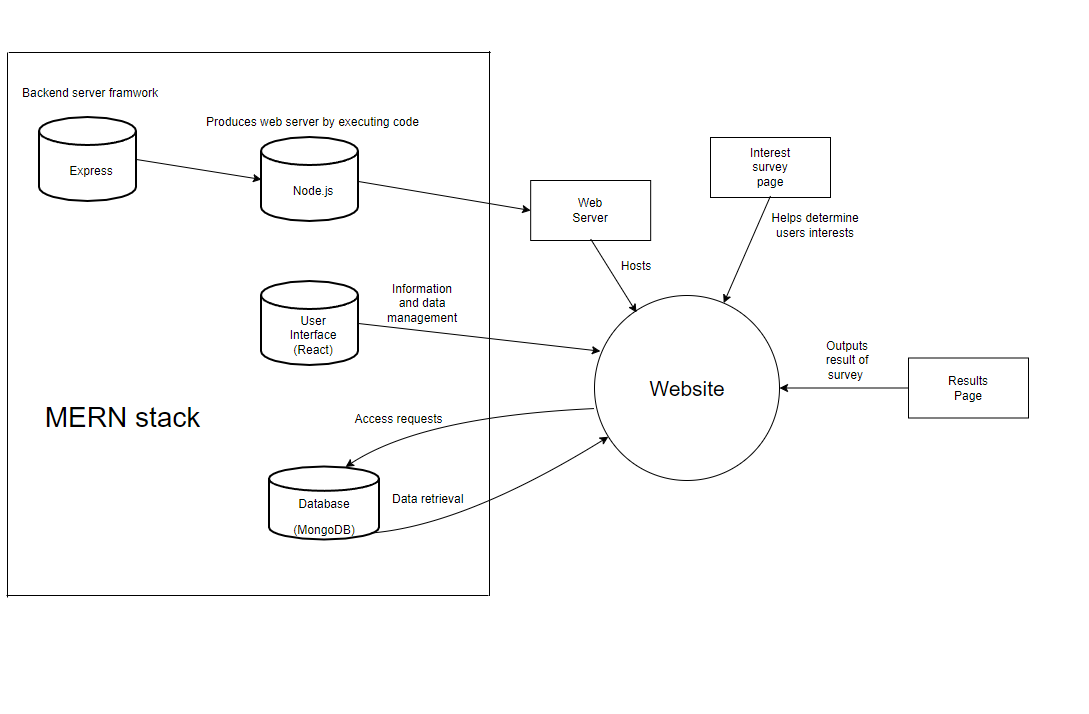 Backend server framwork
Express
Produces web server by executing code
Node.js
Web
Server
Hosts
Interest
survey
page
Helps determine
users interests
User
Interface
(React)
Information
and data
management
Website
Outputs
result of
survey
Results
Page
MERN stack
Access requests
Database
(MongoDB)
Data retrieval